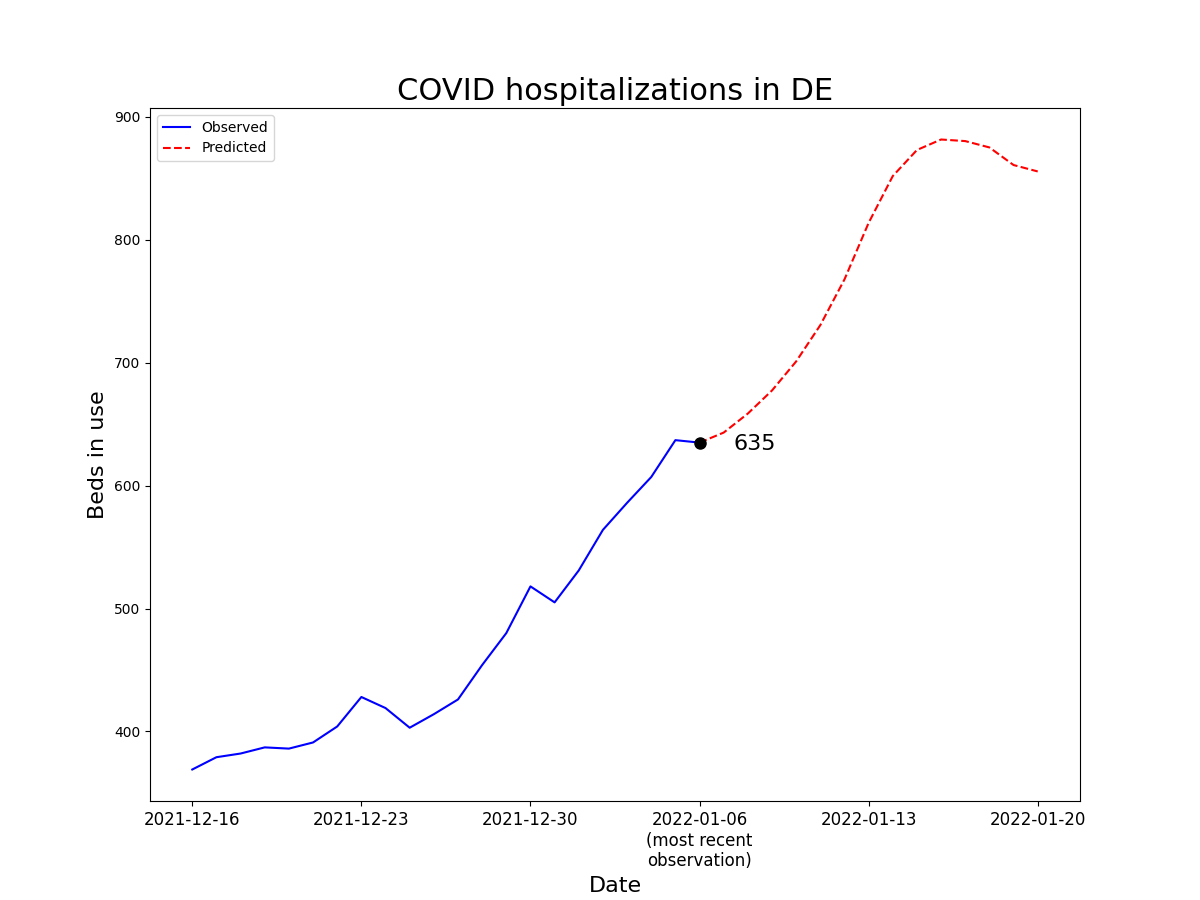 COVID hospitalizations in DE
Observed
Predicted
900
800
700
600
500
400
Beds in use
635
2021-12-16
2021-12-23
2021-12-30
2022-01-06
(most recent
observation)
2022-01-13
2022-01-20
Date